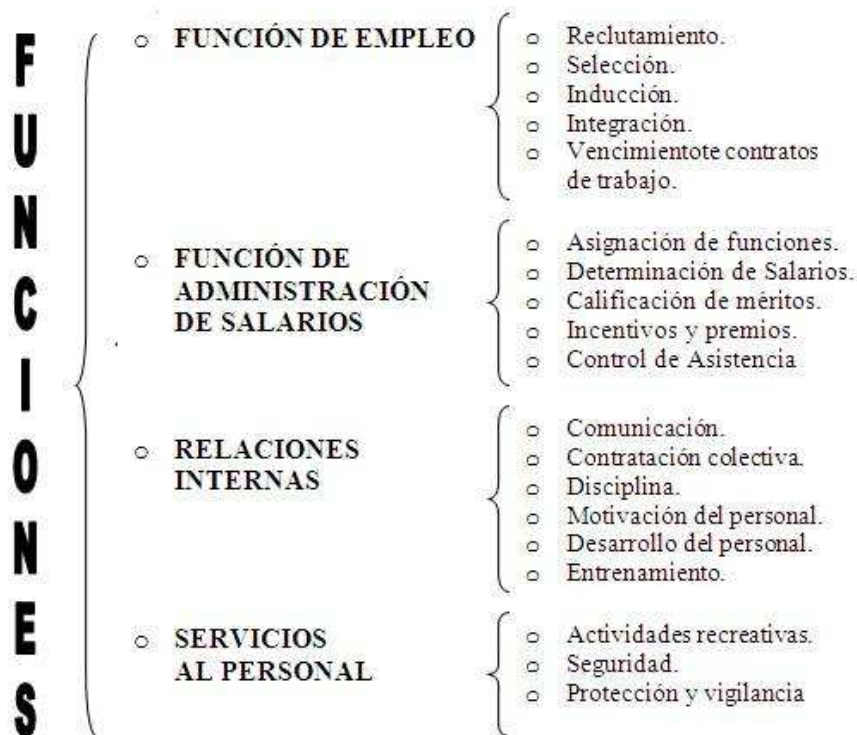 FUNCIONES
o FUNCIÓN DE EMPLEO
o Reclutamiento.
o Selección.
o Inducción.
o Integración.
o Vencimientote contratos
de trabajo.
o FUNCIÓN DE
ADMINISTRACIÓN
DE SALARIOS
o Asignación de funciones.
o Determinación de Salarios.
o Calificación de méritos.
o Incentivos y premios.
o Control de Asistencia
o RELACIONES
INTERNAS
o Comunicación.
o Contratación colectiva.
o Disciplina.
o Motivación del personal.
o Desarrollo del personal.
o Entrenamiento.
o SERVICIOS
AL PERSONAL
o Actividades recreativas.
o Seguridad.
o Protección y vigilancia